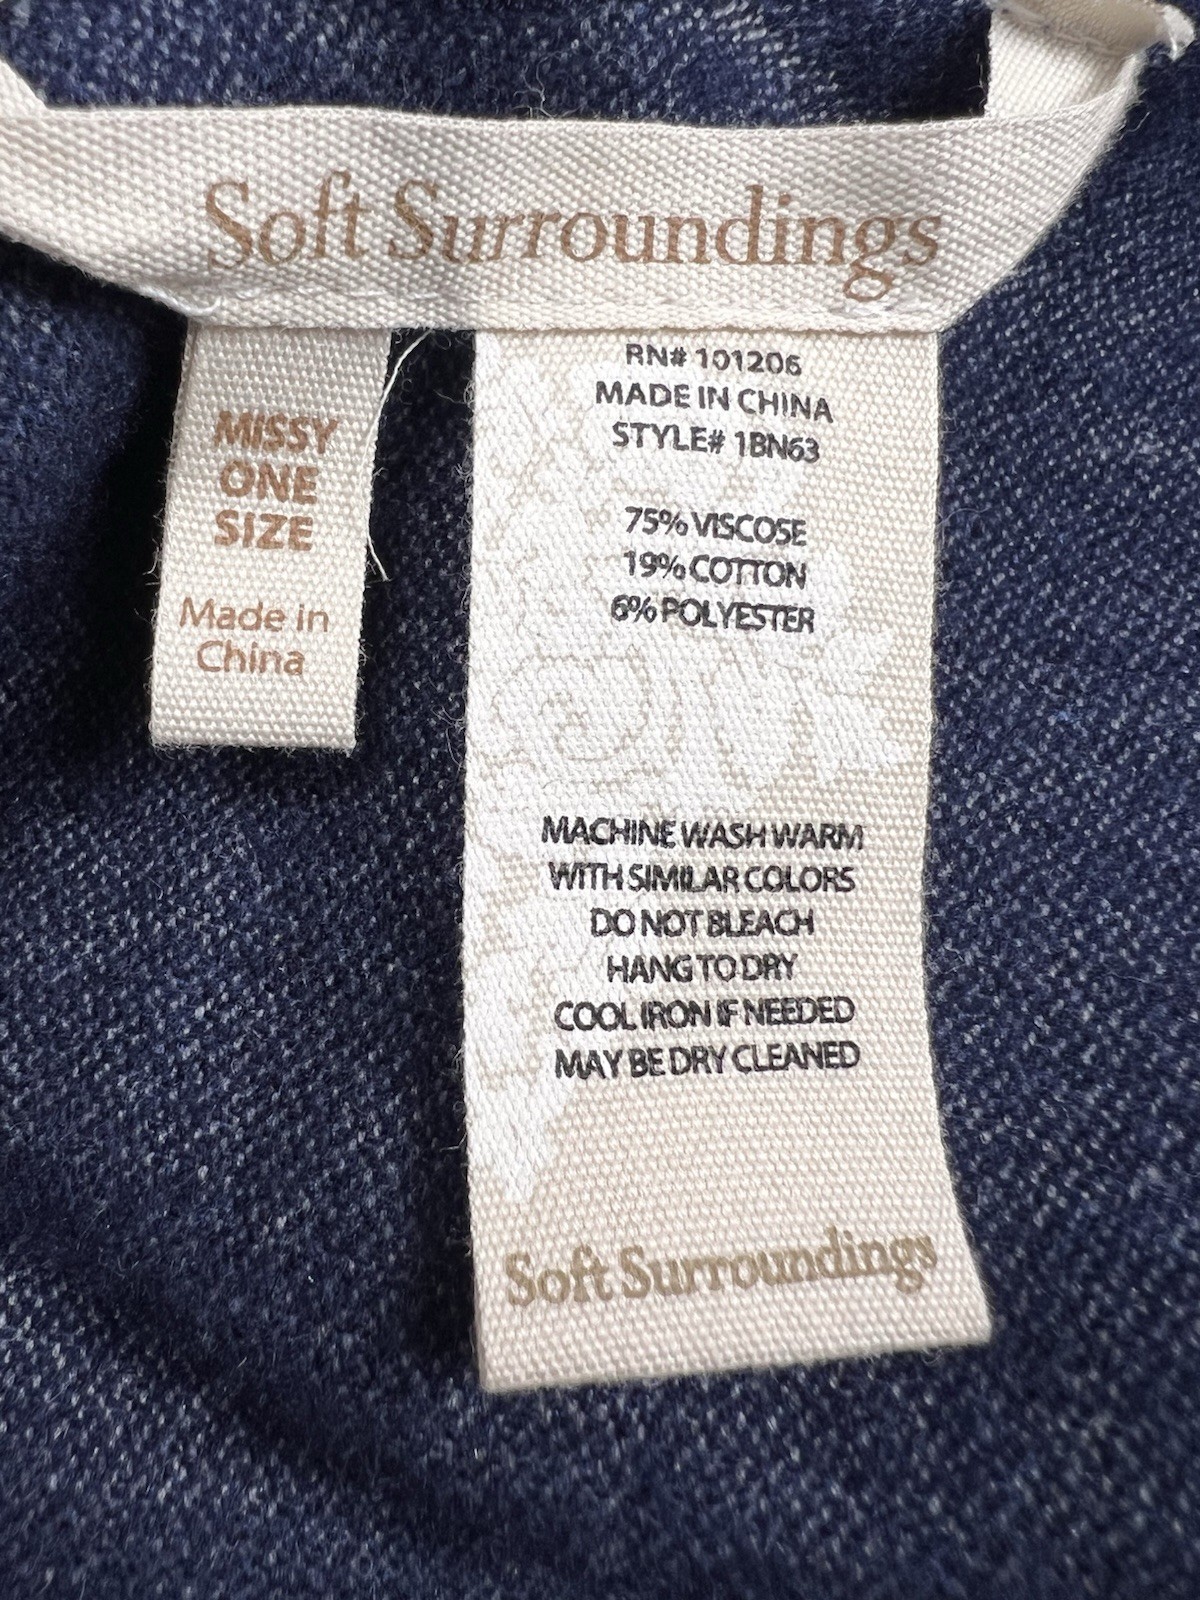 Soft Surroundings
MISSY
ONE
SIZE
Made in
China
RN# 101206
MADE IN CHINA
STYLE# 1BN63
75% VISCOSE
19% COTTON
6% POLYESTER
MACHINE WASH WARM
WITH SIMILAR COLORS
DO NOT BLEACH
HANG TO DRY
COOL IRON IF NEEDED
MAY BE DRY CLEANED
Soft Surroundings